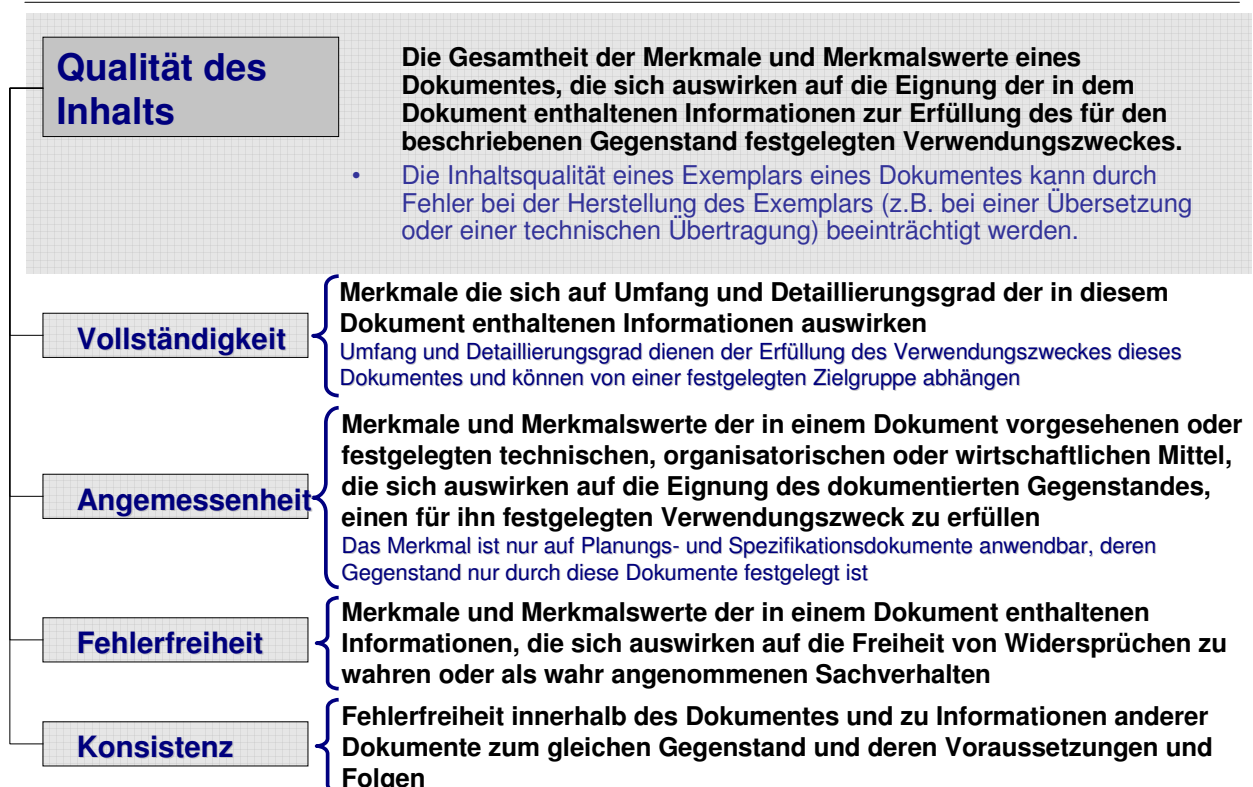 Qualität des
Inhalts
Die Gesamtheit der Merkmale und Merkmalswerte eines
Dokumentes, die sich auswirken auf die Eignung der in dem
Dokument enthaltenen Informationen zur Erfüllung des für den
beschriebenen Gegenstand festgelegten Verwendungszweckes.
• Die Inhaltsqualität eines Exemplars eines Dokumentes kann durch
Fehler bei der Herstellung des Exemplars (z.B. bei einer Übersetzung
oder einer technischen Übertragung) beeinträchtigt werden.
Vollständigkeit
Merkmale die sich auf Umfang und Detaillierungsgrad der in diesem
Dokument enthaltenen Informationen auswirken
Umfang und Detaillierungsgrad dienen der Erfüllung des Verwendungszweckes dieses
Dokumentes und können von einer festgelegten Zielgruppe abhängen
Angemessenheit
Merkmale und Merkmalswerte der in einem Dokument vorgesehenen oder
festgelegten technischen, organisatorischen oder wirtschaftlichen Mittel,
die sich auswirken auf die Eignung des dokumentierten Gegenstandes,
einen für ihn festgelegten Verwendungszweck zu erfüllen
Das Merkmal ist nur auf Planungs- und Spezifikationsdokumente anwendbar, deren
Gegenstand nur durch diese Dokumente festgelegt ist
Fehlerfreiheit
Merkmale und Merkmalswerte der in einem Dokument enthaltenen
Informationen, die sich auswirken auf die Freiheit von Widersprüchen zu
wahren oder als wahr angenommenen Sachverhalten
Konsistenz
Fehlerfreiheit innerhalb des Dokumentes und zu Informationen anderer
Dokumente zum gleichen Gegenstand und deren Voraussetzungen und
Folgen